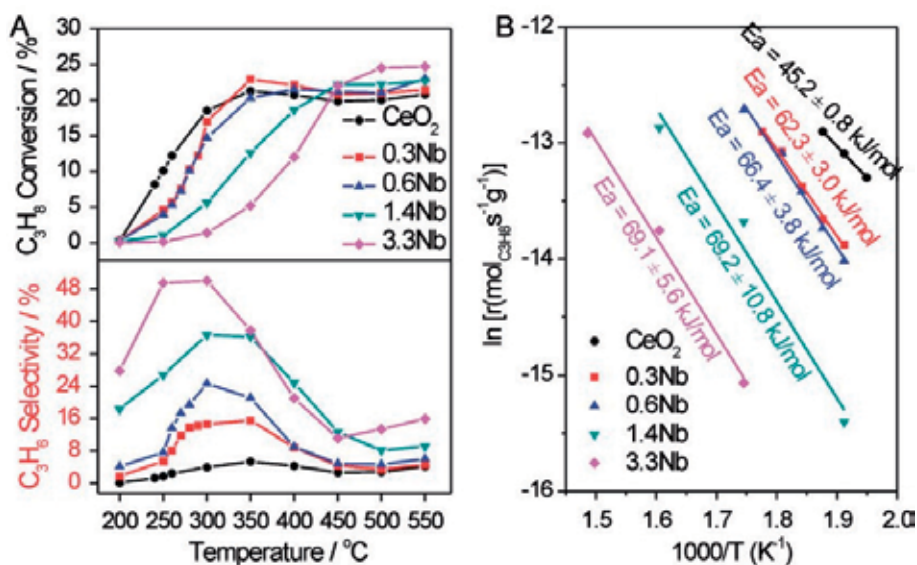 A
C₃H₈ Conversion / %
30
25
20
15
10
5
0
CeO₂
0.3Nb
0.6Nb
1.4Nb
3.3Nb
C₃H₆ Selectivity / %
48
40
32
24
16
8
0
200 250 300 350 400 450 500 550
Temperature / °C
B
ln [r(mol_C3H8 s⁻¹g⁻¹)]
-12
-13
-14
-15
-16
Ea = 45.2 ± 0.8 kJ/mol
Ea = 62.3 ± 3.0 kJ/mol
Ea = 66.4 ± 3.8 kJ/mol
Ea = 69.2 ± 10.8 kJ/mol
Ea = 69.1 ± 5.6 kJ/mol
CeO₂
0.3Nb
0.6Nb
1.4Nb
3.3Nb
1.5 1.6 1.7 1.8 1.9 2.0
1000/T (K⁻¹)